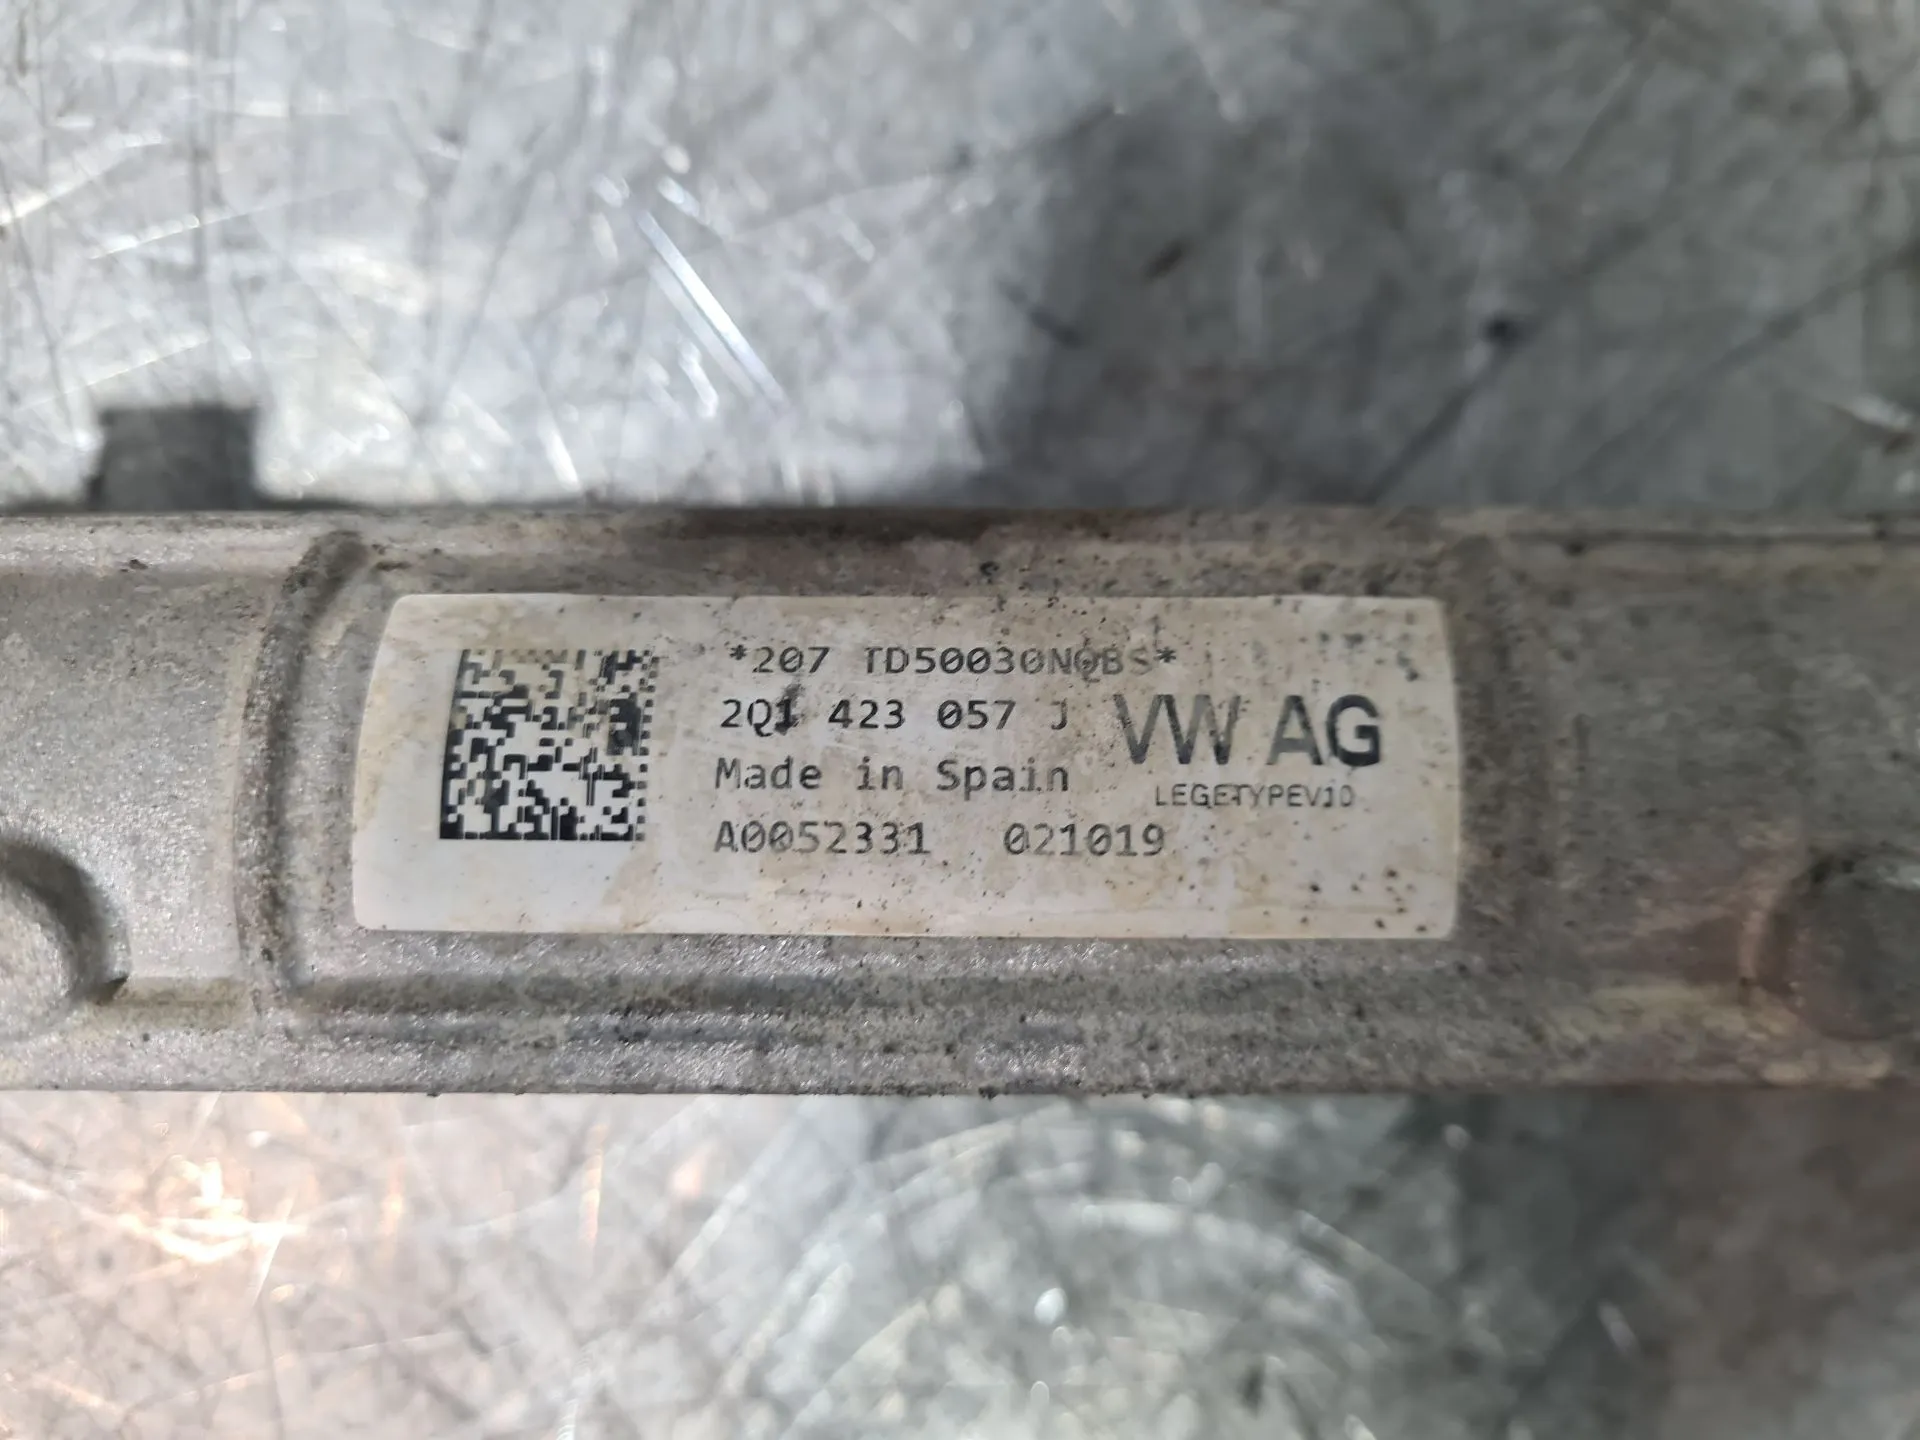 *207 TD50030NQBS*
2Q1 423 057 J
VW AG
Made in Spain
LEGETYPEV10
A0052331 021019